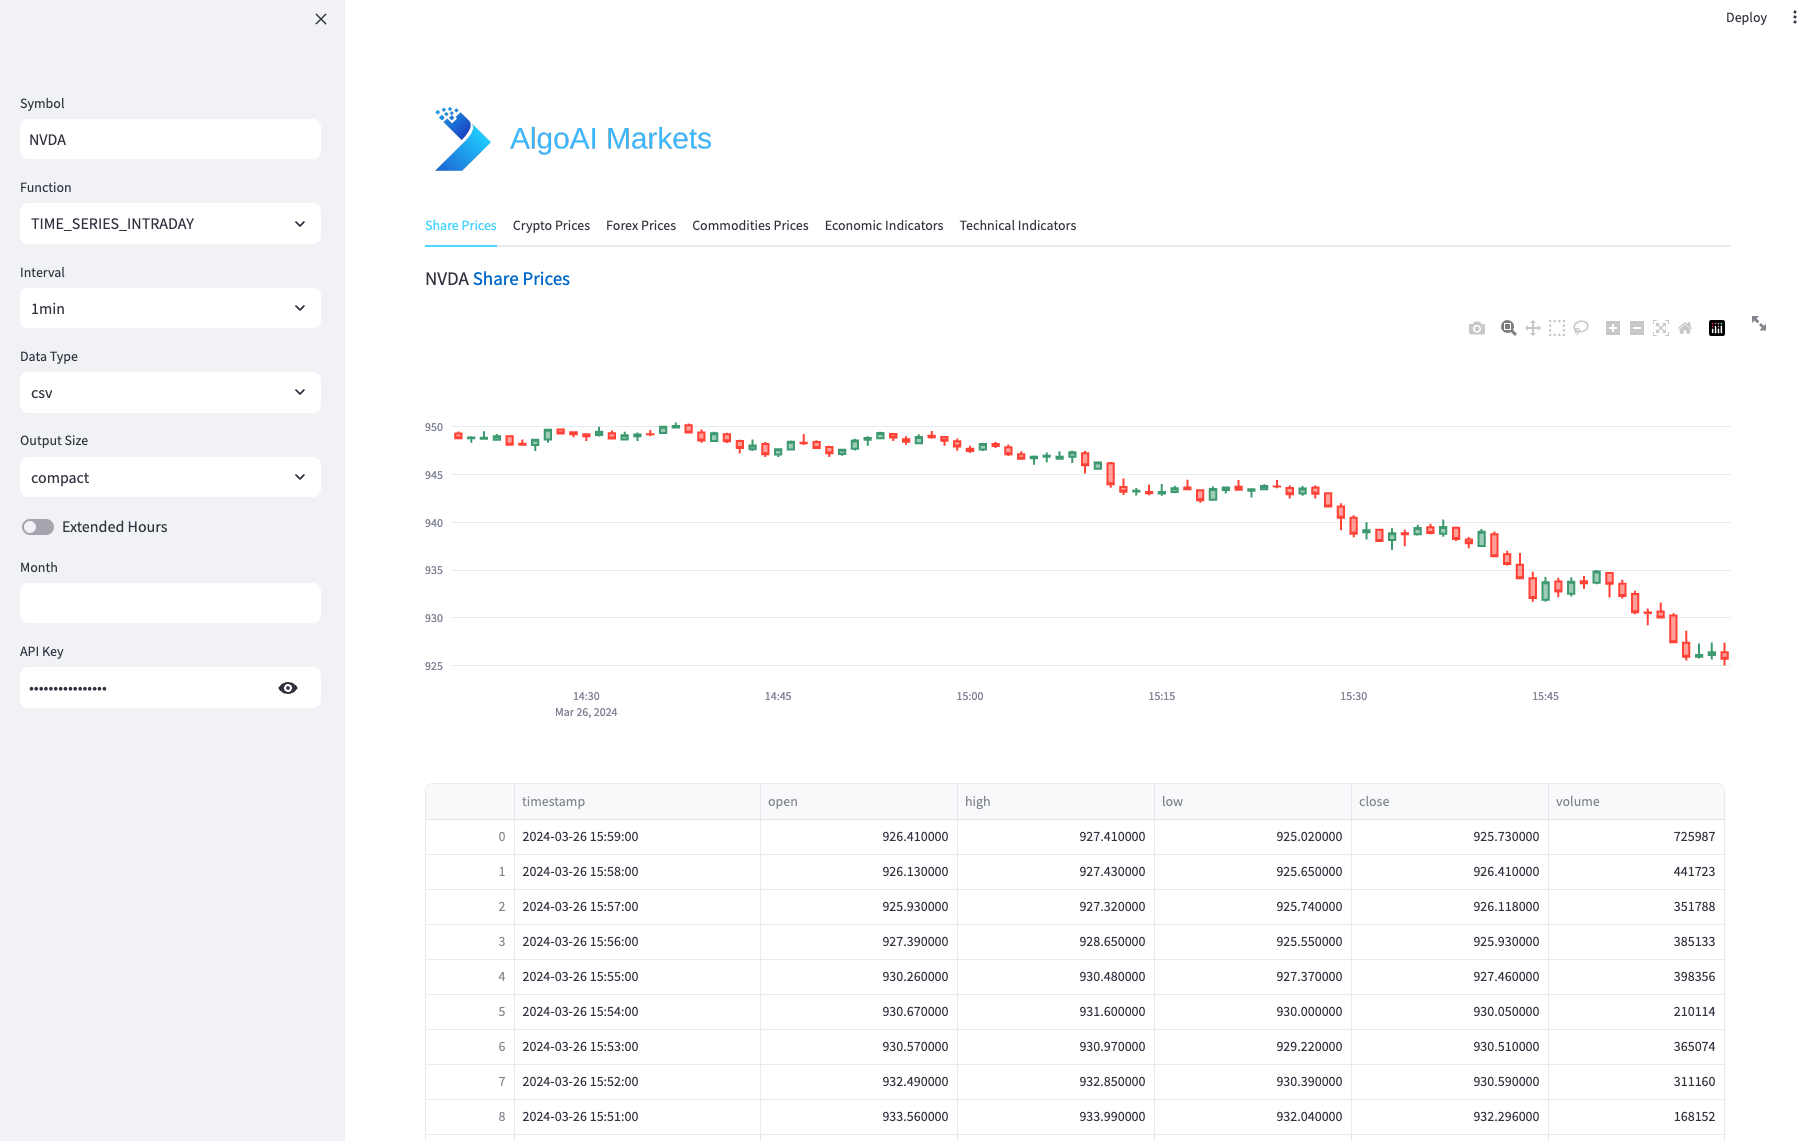 Deploy
Symbol
NVDA
Function
TIME_SERIES_INTRADAY
Interval
1min
Data Type
csv
Output Size
compact
Extended Hours
Month
API Key
••••••••••••••••
AlgoAI Markets
Share Prices Crypto Prices Forex Prices Commodities Prices Economic Indicators Technical Indicators
NVDA Share Prices
950
945
940
935
930
925
14:30 14:45 15:00 15:15 15:30 15:45
Mar 26, 2024
timestamp open high low close volume
0 2024-03-26 15:59:00 926.410000 927.410000 925.020000 925.730000 725987
1 2024-03-26 15:58:00 926.130000 927.430000 925.650000 926.410000 441723
2 2024-03-26 15:57:00 925.930000 927.320000 925.740000 926.118000 351788
3 2024-03-26 15:56:00 927.390000 928.650000 925.550000 925.930000 385133
4 2024-03-26 15:55:00 930.260000 930.480000 927.370000 927.460000 398356
5 2024-03-26 15:54:00 930.670000 931.600000 930.000000 930.050000 210114
6 2024-03-26 15:53:00 930.570000 930.970000 929.220000 930.510000 365074
7 2024-03-26 15:52:00 932.490000 932.850000 930.390000 930.590000 311160
8 2024-03-26 15:51:00 933.560000 933.990000 932.040000 932.296000 168152